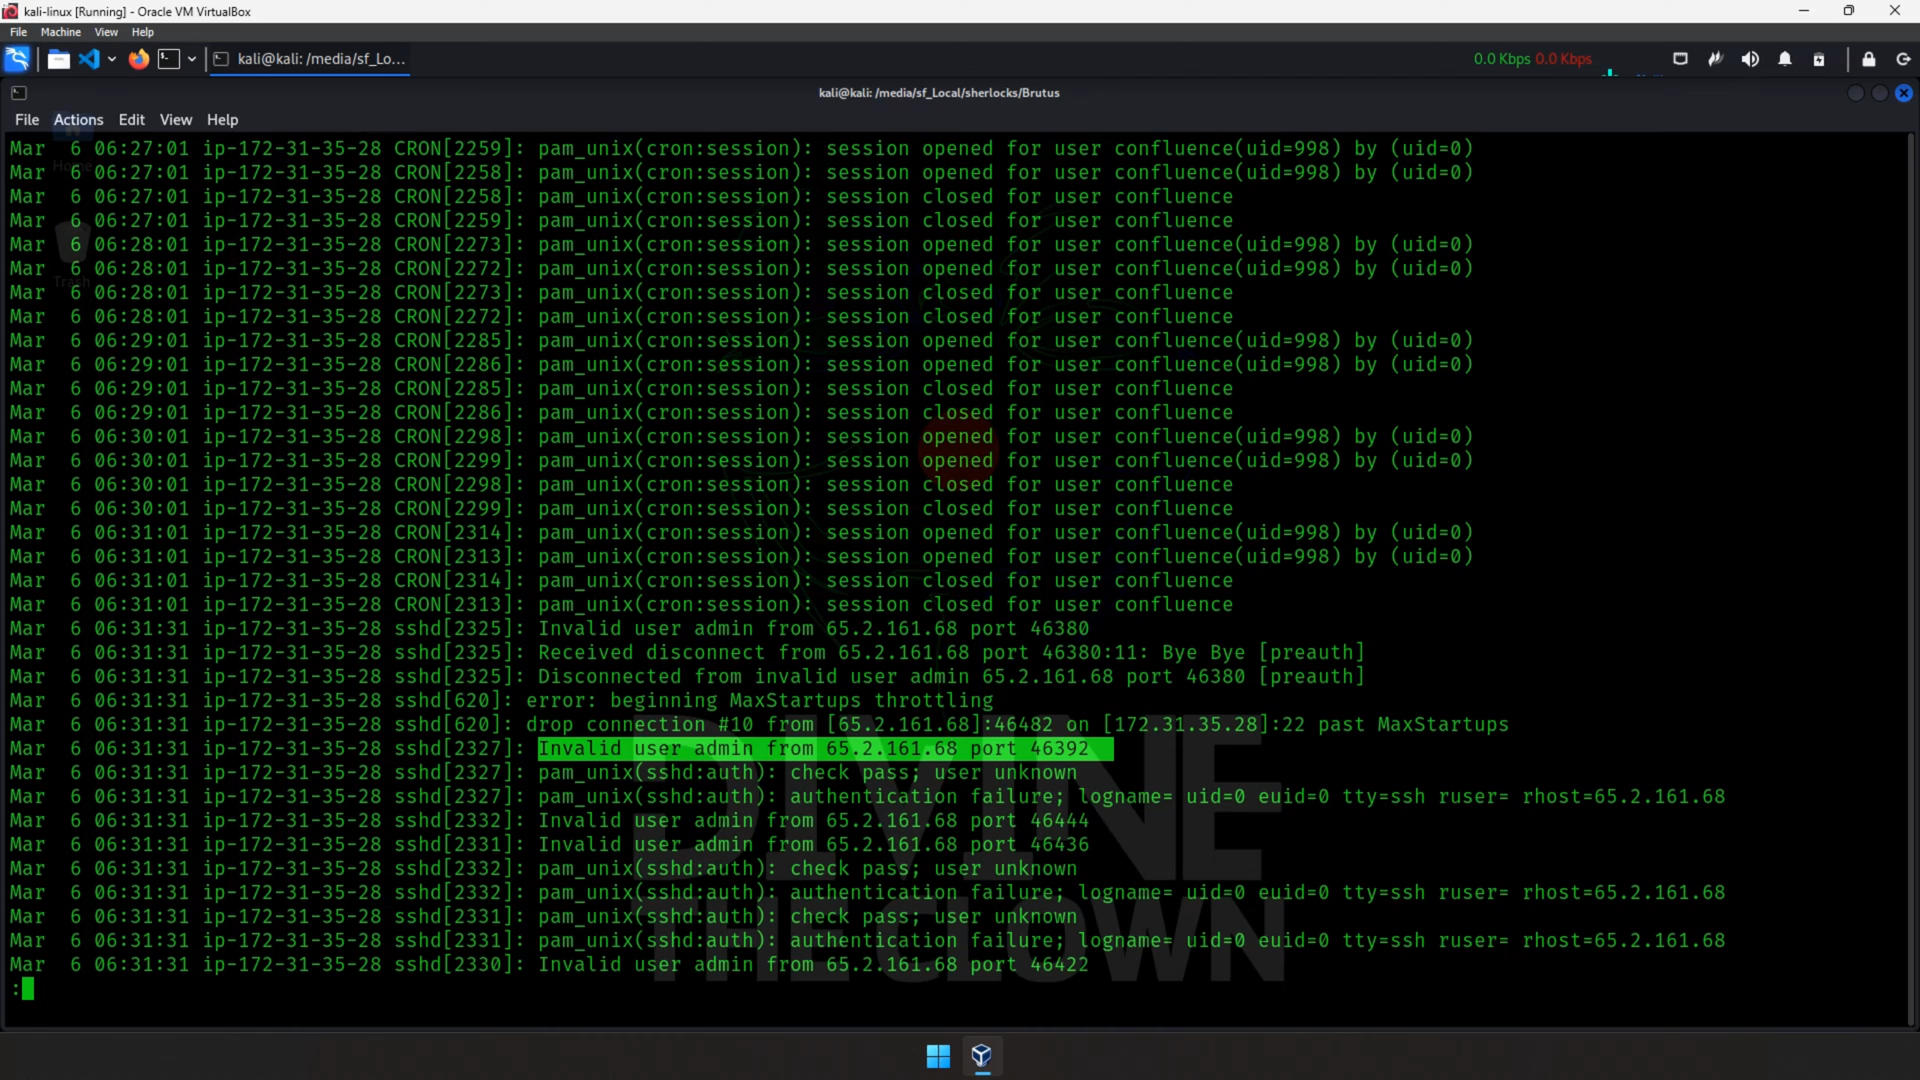 kali-linux [Running] - Oracle VM VirtualBox
File Machine View Help
kali@kali: /media/sf_Lo...
0.0 Kbps 0.0 Kbps
kali@kali: /media/sf_Local/sherlocks/Brutus
File Actions Edit View Help
Mar  6 06:27:01 ip-172-31-35-28 CRON[2259]: pam_unix(cron:session): session opened for user confluence(uid=998) by (uid=0)
Home
Mar  6 06:27:01 ip-172-31-35-28 CRON[2258]: pam_unix(cron:session): session opened for user confluence(uid=998) by (uid=0)
Mar  6 06:27:01 ip-172-31-35-28 CRON[2258]: pam_unix(cron:session): session closed for user confluence
Mar  6 06:27:01 ip-172-31-35-28 CRON[2259]: pam_unix(cron:session): session closed for user confluence
Mar  6 06:28:01 ip-172-31-35-28 CRON[2273]: pam_unix(cron:session): session opened for user confluence(uid=998) by (uid=0)
Mar  6 06:28:01 ip-172-31-35-28 CRON[2272]: pam_unix(cron:session): session opened for user confluence(uid=998) by (uid=0)
Trash
Mar  6 06:28:01 ip-172-31-35-28 CRON[2273]: pam_unix(cron:session): session closed for user confluence
Mar  6 06:28:01 ip-172-31-35-28 CRON[2272]: pam_unix(cron:session): session closed for user confluence
Mar  6 06:29:01 ip-172-31-35-28 CRON[2285]: pam_unix(cron:session): session opened for user confluence(uid=998) by (uid=0)
Mar  6 06:29:01 ip-172-31-35-28 CRON[2286]: pam_unix(cron:session): session opened for user confluence(uid=998) by (uid=0)
Mar  6 06:29:01 ip-172-31-35-28 CRON[2285]: pam_unix(cron:session): session closed for user confluence
Mar  6 06:29:01 ip-172-31-35-28 CRON[2286]: pam_unix(cron:session): session closed for user confluence
Mar  6 06:30:01 ip-172-31-35-28 CRON[2298]: pam_unix(cron:session): session opened for user confluence(uid=998) by (uid=0)
Mar  6 06:30:01 ip-172-31-35-28 CRON[2299]: pam_unix(cron:session): session opened for user confluence(uid=998) by (uid=0)
Mar  6 06:30:01 ip-172-31-35-28 CRON[2298]: pam_unix(cron:session): session closed for user confluence
Mar  6 06:30:01 ip-172-31-35-28 CRON[2299]: pam_unix(cron:session): session closed for user confluence
Mar  6 06:31:01 ip-172-31-35-28 CRON[2314]: pam_unix(cron:session): session opened for user confluence(uid=998) by (uid=0)
Mar  6 06:31:01 ip-172-31-35-28 CRON[2313]: pam_unix(cron:session): session opened for user confluence(uid=998) by (uid=0)
Mar  6 06:31:01 ip-172-31-35-28 CRON[2314]: pam_unix(cron:session): session closed for user confluence
Mar  6 06:31:01 ip-172-31-35-28 CRON[2313]: pam_unix(cron:session): session closed for user confluence
Mar  6 06:31:31 ip-172-31-35-28 sshd[2325]: Invalid user admin from 65.2.161.68 port 46380
Mar  6 06:31:31 ip-172-31-35-28 sshd[2325]: Received disconnect from 65.2.161.68 port 46380:11: Bye Bye [preauth]
Mar  6 06:31:31 ip-172-31-35-28 sshd[2325]: Disconnected from invalid user admin 65.2.161.68 port 46380 [preauth]
Mar  6 06:31:31 ip-172-31-35-28 sshd[620]: error: beginning MaxStartups throttling
Mar  6 06:31:31 ip-172-31-35-28 sshd[620]: drop connection #10 from [65.2.161.68]:46482 on [172.31.35.28]:22 past MaxStartups
Mar  6 06:31:31 ip-172-31-35-28 sshd[2327]: Invalid user admin from 65.2.161.68 port 46392
Mar  6 06:31:31 ip-172-31-35-28 sshd[2327]: pam_unix(sshd:auth): check pass; user unknown
Mar  6 06:31:31 ip-172-31-35-28 sshd[2327]: pam_unix(sshd:auth): authentication failure; logname= uid=0 euid=0 tty=ssh ruser= rhost=65.2.161.68
Mar  6 06:31:31 ip-172-31-35-28 sshd[2332]: Invalid user admin from 65.2.161.68 port 46444
Mar  6 06:31:31 ip-172-31-35-28 sshd[2331]: Invalid user admin from 65.2.161.68 port 46436
Mar  6 06:31:31 ip-172-31-35-28 sshd[2332]: pam_unix(sshd:auth): check pass; user unknown
Mar  6 06:31:31 ip-172-31-35-28 sshd[2332]: pam_unix(sshd:auth): authentication failure; logname= uid=0 euid=0 tty=ssh ruser= rhost=65.2.161.68
Mar  6 06:31:31 ip-172-31-35-28 sshd[2331]: pam_unix(sshd:auth): check pass; user unknown
Mar  6 06:31:31 ip-172-31-35-28 sshd[2331]: pam_unix(sshd:auth): authentication failure; logname= uid=0 euid=0 tty=ssh ruser= rhost=65.2.161.68
Mar  6 06:31:31 ip-172-31-35-28 sshd[2330]: Invalid user admin from 65.2.161.68 port 46422
:
DIVINE
THE CLOWN